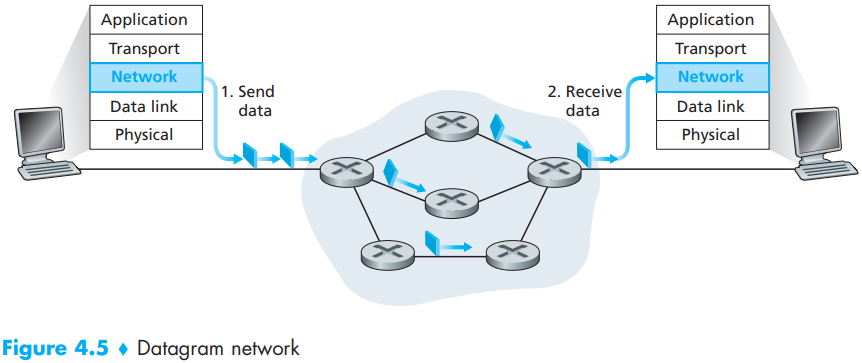 Application
Transport
Network
Data link
Physical
1. Send
data
2. Receive
data
Application
Transport
Network
Data link
Physical
Figure 4.5 ♦ Datagram network